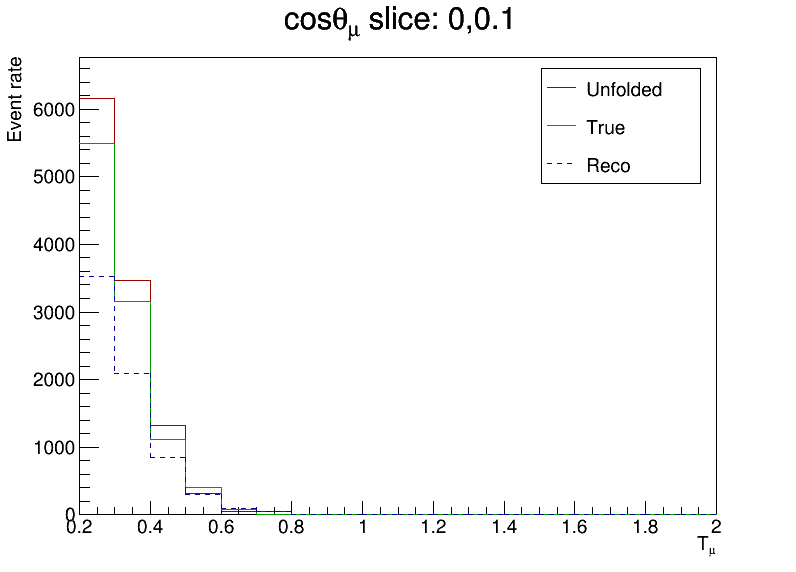 cosθμ slice: 0,0.1
Event rate
Unfolded
True
Reco
6000
5000
4000
3000
2000
1000
0
0.2 0.4 0.6 0.8 1 1.2 1.4 1.6 1.8 2
Tμ